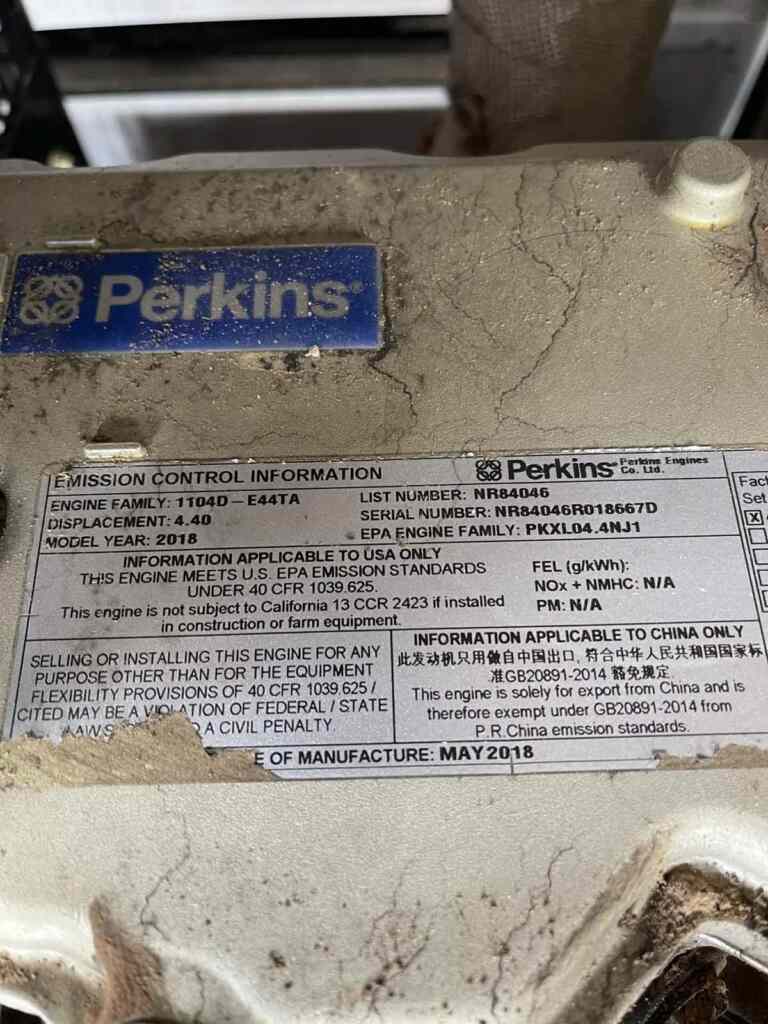 Perkins®
EMISSION CONTROL INFORMATION
Perkins® Perkins Engines Co. Ltd.
ENGINE FAMILY: 1104D - E44TA
LIST NUMBER: NR84046
DISPLACEMENT: 4.40
SERIAL NUMBER: NR84046R018667D
MODEL YEAR: 2018
EPA ENGINE FAMILY: PKXL04.4NJ1
INFORMATION APPLICABLE TO USA ONLY
THIS ENGINE MEETS U.S. EPA EMISSION STANDARDS
UNDER 40 CFR 1039.625.
This engine is not subject to California 13 CCR 2423 if installed
in construction or farm equipment.
FEL (g/kWh):
NOx + NMHC: N/A
PM: N/A
SELLING OR INSTALLING THIS ENGINE FOR ANY
PURPOSE OTHER THAN FOR THE EQUIPMENT
FLEXIBILITY PROVISIONS OF 40 CFR 1039.625 /
CITED MAY BE A VIOLATION OF FEDERAL / STATE
A CIVIL PENALTY.
INFORMATION APPLICABLE TO CHINA ONLY
此发动机只用做自中国出口, 符合中华人民共和国国家标
准GB20891-2014 豁免规定.
This engine is solely for export from China and is
therefore exempt under GB20891-2014 from
P.R.China emission standards.
E OF MANUFACTURE: MAY 2018
Fact
Set
X